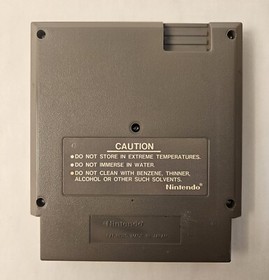 CAUTION
●DO NOT STORE IN EXTREME TEMPERATURES.
●DO NOT IMMERSE IN WATER.
●DO NOT CLEAN WITH BENZENE, THINNER,
ALCOHOL OR OTHER SUCH SOLVENTS.
Nintendo®
Nintendo